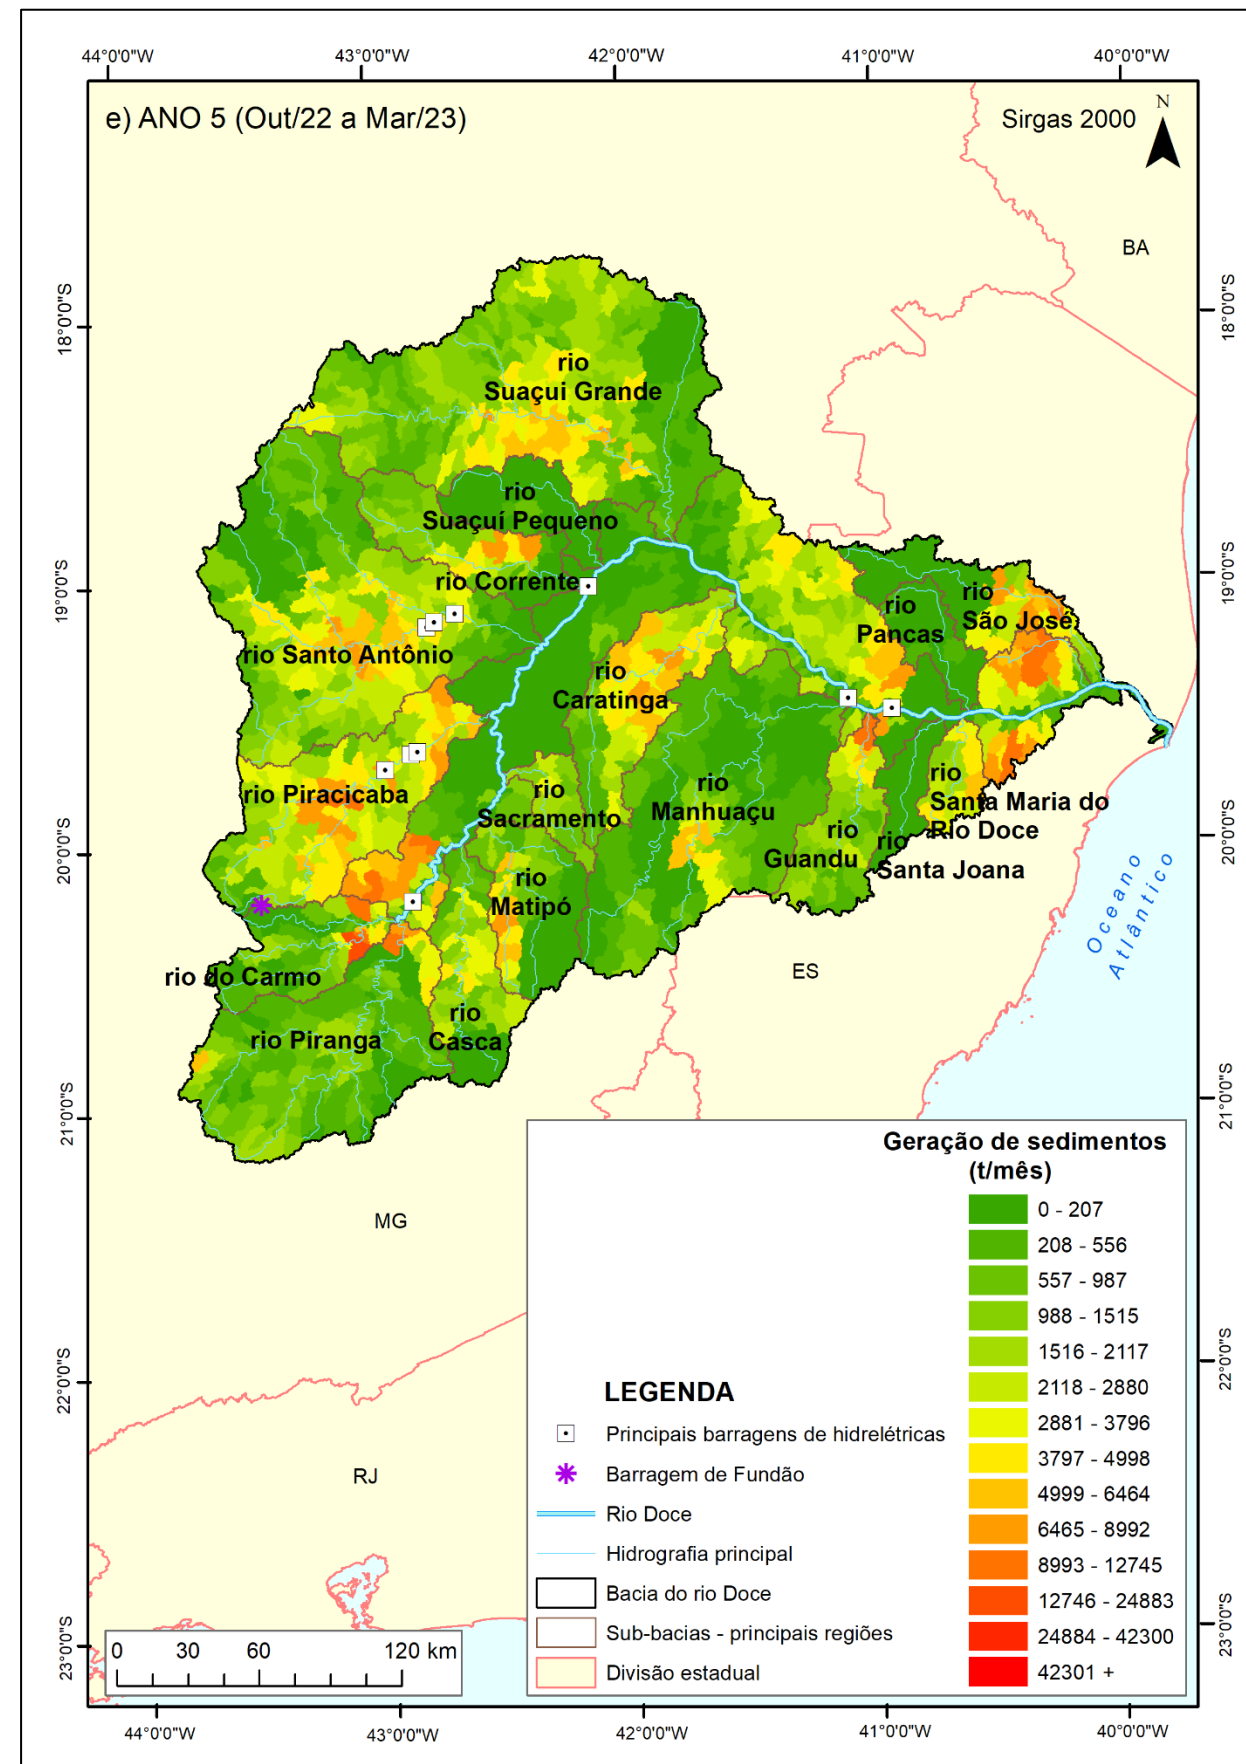 44°0'0"W
43°0'0"W
42°0'0"W
41°0'0"W
40°0'0"W
e) ANO 5 (Out/22 a Mar/23)
Sirgas 2000
N
BA
18°0'0"S
18°0'0"S
rio
Suaçui Grande
rio
Suaçuí Pequeno
19°0'0"S
19°0'0"S
rio Corrente
rio
São José
rio
Pancas
rio Santo Antônio
rio
Caratinga
rio Piracicaba
rio
Sacramento
rio
Manhuaçu
rio
Santa Maria do
Rio Doce
20°0'0"S
20°0'0"S
rio
Guandu
rio
Santa Joana
rio
Matipó
Oceano
Atlântico
rio do Carmo
ES
rio Piranga
rio
Casca
21°0'0"S
21°0'0"S
MG
RJ
22°0'0"S
22°0'0"S
23°0'0"S
23°0'0"S
Geração de sedimentos
(t/mês)
0 - 207
208 - 556
557 - 987
988 - 1515
1516 - 2117
2118 - 2880
2881 - 3796
3797 - 4998
4999 - 6464
6465 - 8992
8993 - 12745
12746 - 24883
24884 - 42300
42301 +
LEGENDA
Principais barragens de hidrelétricas
Barragem de Fundão
Rio Doce
Hidrografia principal
Bacia do rio Doce
Sub-bacias - principais regiões
Divisão estadual
0 30 60 120 km
44°0'0"W
43°0'0"W
42°0'0"W
41°0'0"W
40°0'0"W